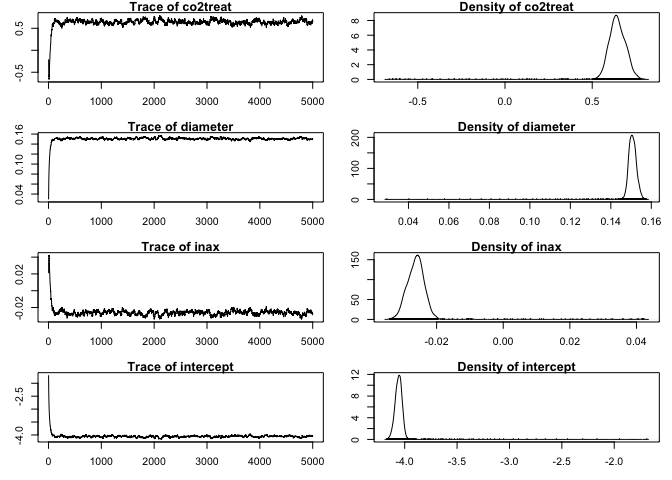 Trace of co2treat
0.5
-0.5
0 1000 2000 3000 4000 5000
Density of co2treat
8
6
4
2
0
-0.5 0.0 0.5
Trace of diameter
0.16
0.10
0.04
0 1000 2000 3000 4000 5000
Density of diameter
200
100
0
0.04 0.06 0.08 0.10 0.12 0.14 0.16
Trace of inax
0.02
-0.02
0 1000 2000 3000 4000 5000
Density of inax
150
50
0
-0.02 0.00 0.02 0.04
Trace of intercept
-2.5
-4.0
0 1000 2000 3000 4000 5000
Density of intercept
12
8
4
0
-4.0 -3.5 -3.0 -2.5 -2.0